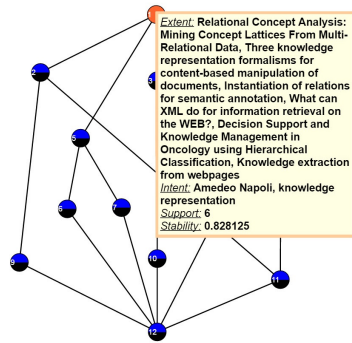 1
Extent: Relational Concept Analysis:
Mining Concept Lattices From Multi-
Relational Data, Three knowledge
representation formalisms for
content-based manipulation of
documents, Instantiation of relations
for semantic annotation, What can
XML do for information retrieval on
the WEB?, Decision Support and
Knowledge Management in
Oncology using Hierarchical
Classification, Knowledge extraction
from webpages
Intent: Amedeo Napoli, knowledge
representation
Support: 6
Stability: 0.828125
2
3
5
6
7
9
10
11
12